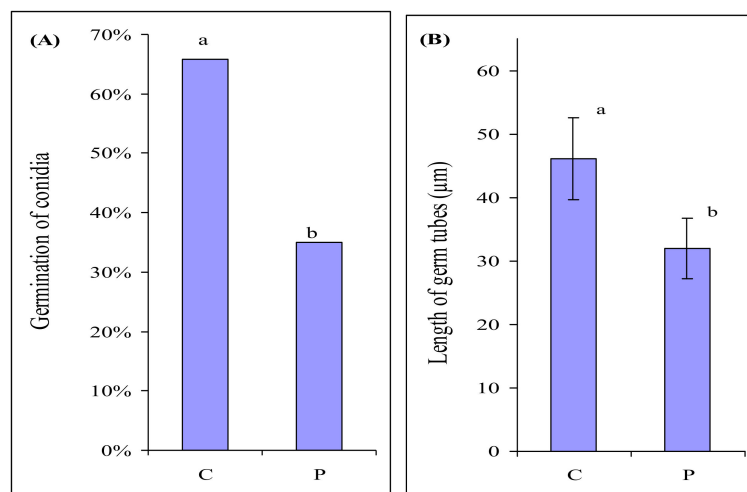 (A)
Germination of conidia
70%
60%
50%
40%
30%
20%
10%
0%
a
b
C
P
(B)
Length of germ tubes (μm)
60
50
40
30
20
10
0
a
b
C
P